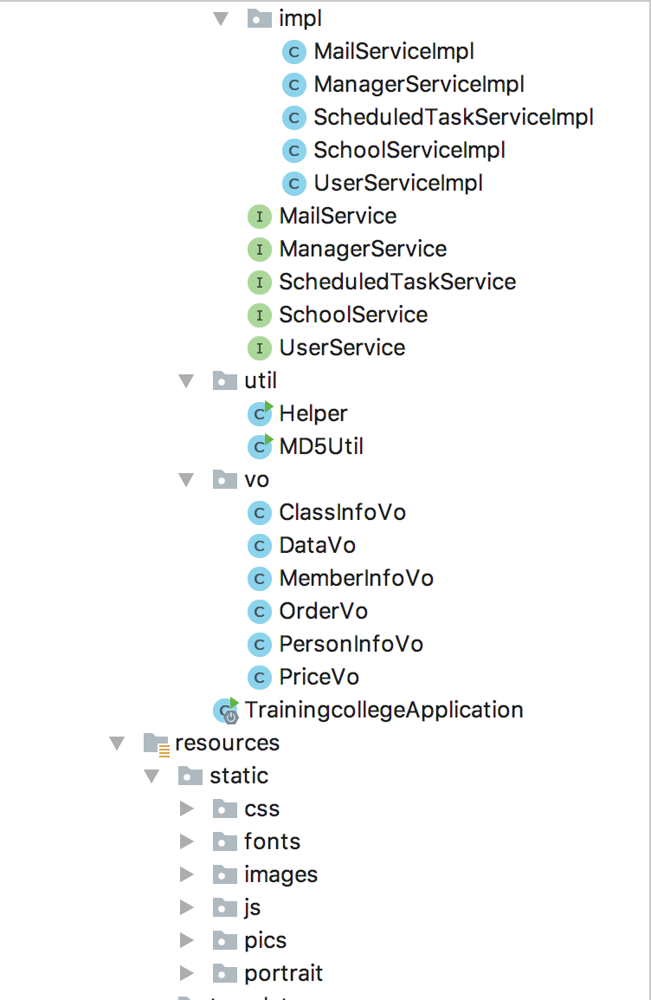 impl
MailServiceImpl
ManagerServiceImpl
ScheduledTaskServiceImpl
SchoolServiceImpl
UserServiceImpl
MailService
ManagerService
ScheduledTaskService
SchoolService
UserService
util
Helper
MD5Util
vo
ClassInfoVo
DataVo
MemberInfoVo
OrderVo
PersonInfoVo
PriceVo
TrainingcollegeApplication
resources
static
css
fonts
images
js
pics
portrait